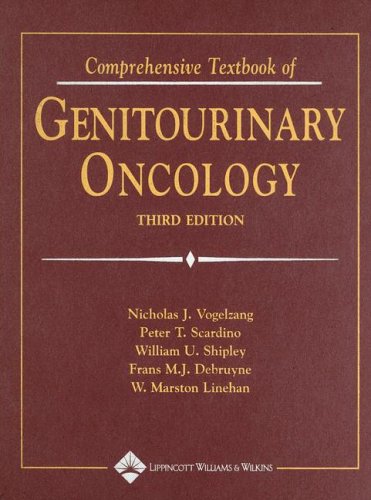 Comprehensive Textbook of
GENITOURINARY
ONCOLOGY
THIRD EDITION
Nicholas J. Vogelzang
Peter T. Scardino
William U. Shipley
Frans M.J. Debruyne
W. Marston Linehan
LIPPINCOTT WILLIAMS & WILKINS